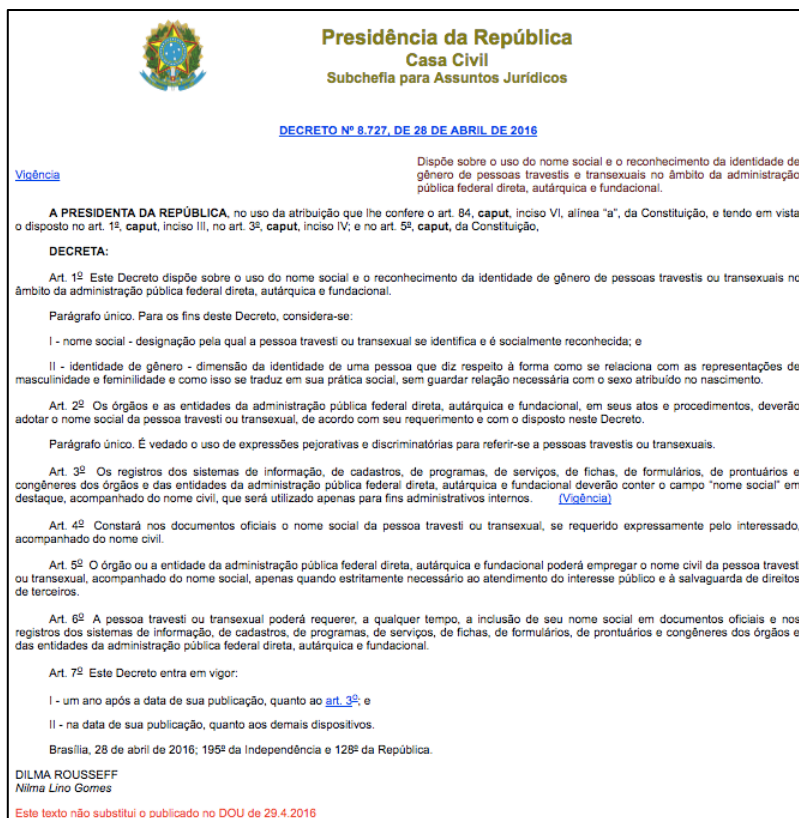 Presidência da República
Casa Civil
Subchefia para Assuntos Jurídicos
DECRETO Nº 8.727, DE 28 DE ABRIL DE 2016
Vigência
Dispõe sobre o uso do nome social e o reconhecimento da identidade de
gênero de pessoas travestis e transexuais no âmbito da administração
pública federal direta, autárquica e fundacional.
A PRESIDENTA DA REPÚBLICA, no uso da atribuição que lhe confere o art. 84, caput, inciso VI, alínea "a", da Constituição, e tendo em vista
o disposto no art. 1º, caput, inciso III, no art. 3º, caput, inciso IV; e no art. 5º, caput, da Constituição,
DECRETA:
Art. 1º Este Decreto dispõe sobre o uso do nome social e o reconhecimento da identidade de gênero de pessoas travestis ou transexuais no
âmbito da administração pública federal direta, autárquica e fundacional.
Parágrafo único. Para os fins deste Decreto, considera-se:
I - nome social - designação pela qual a pessoa travesti ou transexual se identifica e é socialmente reconhecida; e
II - identidade de gênero - dimensão da identidade de uma pessoa que diz respeito à forma como se relaciona com as representações de
masculinidade e feminilidade e como isso se traduz em sua prática social, sem guardar relação necessária com o sexo atribuído no nascimento.
Art. 2º Os órgãos e as entidades da administração pública federal direta, autárquica e fundacional, em seus atos e procedimentos, deverão
adotar o nome social da pessoa travesti ou transexual, de acordo com seu requerimento e com o disposto neste Decreto.
Parágrafo único. É vedado o uso de expressões pejorativas e discriminatórias para referir-se a pessoas travestis ou transexuais.
Art. 3º Os registros dos sistemas de informação, de cadastros, de programas, de serviços, de fichas, de formulários, de prontuários e
congêneres dos órgãos e das entidades da administração pública federal direta, autárquica e fundacional deverão conter o campo "nome social" em
destaque, acompanhado do nome civil, que será utilizado apenas para fins administrativos internos. (Vigência)
Art. 4º Constará nos documentos oficiais o nome social da pessoa travesti ou transexual, se requerido expressamente pelo interessado,
acompanhado do nome civil.
Art. 5º O órgão ou a entidade da administração pública federal direta, autárquica e fundacional poderá empregar o nome civil da pessoa travesti
ou transexual, acompanhado do nome social, apenas quando estritamente necessário ao atendimento do interesse público e à salvaguarda de direitos
de terceiros.
Art. 6º A pessoa travesti ou transexual poderá requerer, a qualquer tempo, a inclusão de seu nome social em documentos oficiais e nos
registros dos sistemas de informação, de cadastros, de programas, de serviços, de fichas, de formulários, de prontuários e congêneres dos órgãos e
das entidades da administração pública federal direta, autárquica e fundacional.
Art. 7º Este Decreto entra em vigor:
I - um ano após a data de sua publicação, quanto ao art. 3º; e
II - na data de sua publicação, quanto aos demais dispositivos.
Brasília, 28 de abril de 2016; 195º da Independência e 128º da República.
DILMA ROUSSEFF
Nilma Lino Gomes
Este texto não substitui o publicado no DOU de 29.4.2016